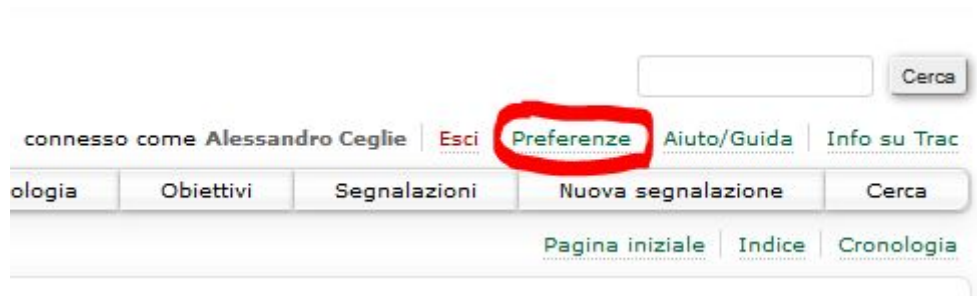 Cerca
connesso come Alessandro Ceglie Esci Preferenze Aiuto/Guida Info su Trac
ologia Obiettivi Segnalazioni Nuova segnalazione Cerca
Pagina iniziale Indice Cronologia